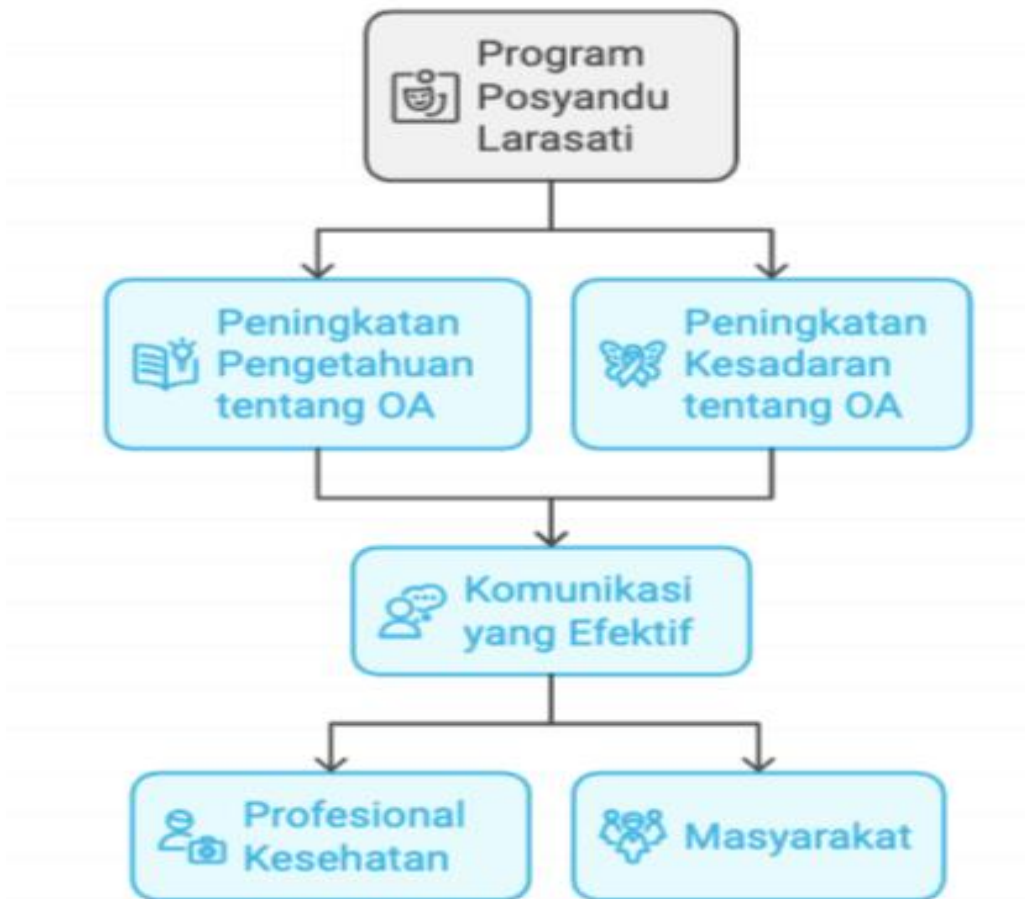 Program
Posyandu
Larasati
Peningkatan
Pengetahuan
tentang OA
Peningkatan
Kesadaran
tentang OA
Komunikasi
yang Efektif
Profesional
Kesehatan
Masyarakat